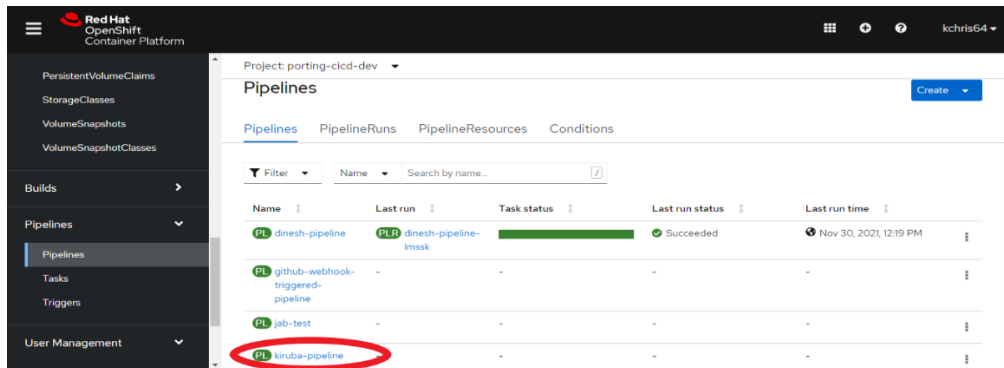 Red Hat
OpenShift
Container Platform
kchris64
PersistentVolumeClaims
StorageClasses
VolumeSnapshots
VolumeSnapshotClasses
Builds
Pipelines
Pipelines
Tasks
Triggers
User Management
Project: porting-cicd-dev
Pipelines
Create
Pipelines PipelineRuns PipelineResources Conditions
Filter Name Search by name... /
Name Last run Task status Last run status Last run time
PL dinesh-pipeline PLR dinesh-pipeline- Succeeded Nov 30, 2021, 12:19 PM
lmssk
PL github-webhook- - - - -
triggered-
pipeline
PL jab-test - - - -
PL kiruba-pipeline - - - -